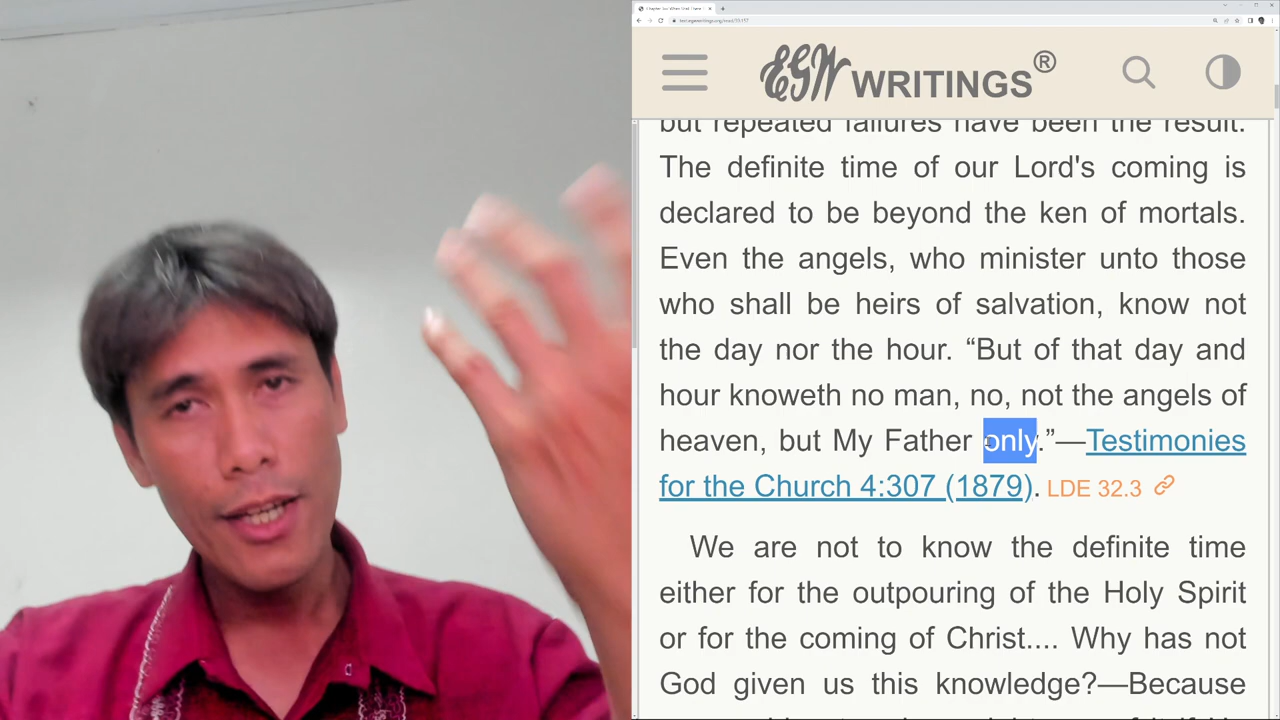 EGW WRITINGS®
but repeated failures have been the result.
The definite time of our Lord's coming is
declared to be beyond the ken of mortals.
Even the angels, who minister unto those
who shall be heirs of salvation, know not
the day nor the hour. “But of that day and
hour knoweth no man, no, not the angels of
heaven, but My Father only.”—Testimonies
for the Church 4:307 (1879). LDE 32.3
We are not to know the definite time
either for the outpouring of the Holy Spirit
or for the coming of Christ.... Why has not
God given us this knowledge?—Because